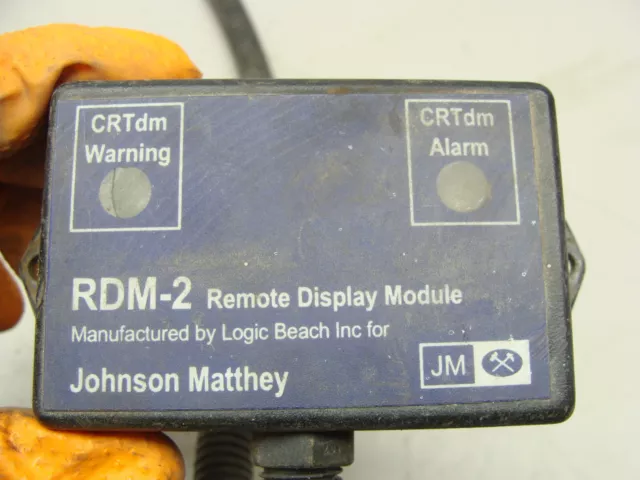 CRTdm
Warning
CRTdm
Alarm
RDM-2 Remote Display Module
Manufactured by Logic Beach Inc for
Johnson Matthey
JM